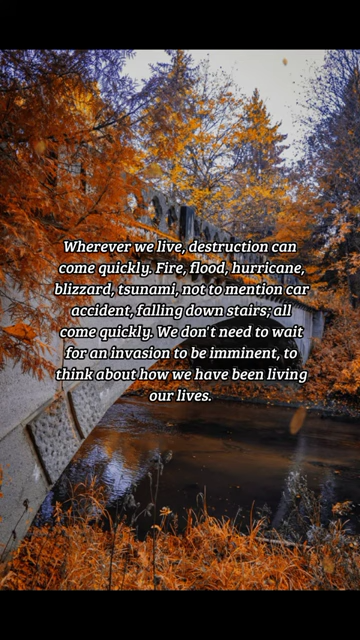 Wherever we live, destruction can
come quickly. Fire, flood, hurricane,
blizzard, tsunami, not to mention car
accident, falling down stairs; all
come quickly. We don't need to wait
for an invasion to be imminent, to
think about how we have been living
our lives.